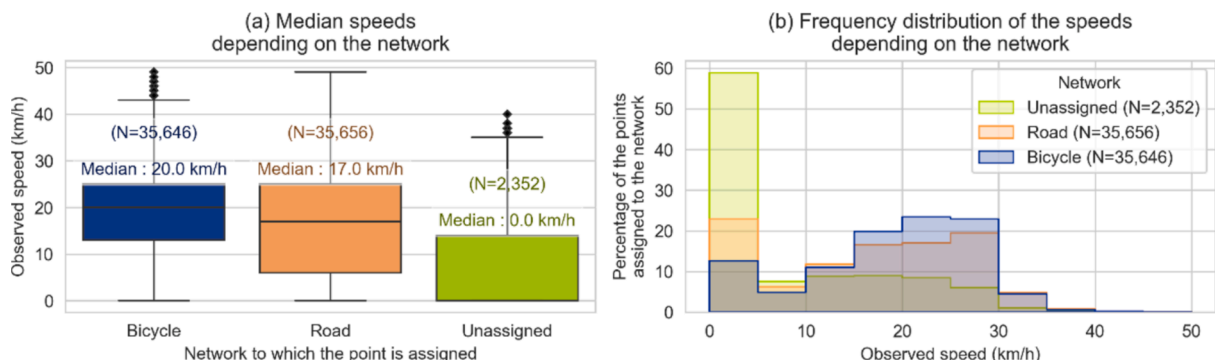 (a) Median speeds
depending on the network
Observed speed (km/h)
50
40
30
20
10
0
(N=35,646)
Median : 20.0 km/h
(N=35,656)
Median : 17.0 km/h
(N=2,352)
Median : 0.0 km/h
Bicycle
Road
Unassigned
Network to which the point is assigned
(b) Frequency distribution of the speeds
depending on the network
Percentage of the points
assigned to the network
60
50
40
30
20
10
0
Network
Unassigned (N=2,352)
Road (N=35,656)
Bicycle (N=35,646)
0 10 20 30 40 50
Observed speed (km/h)